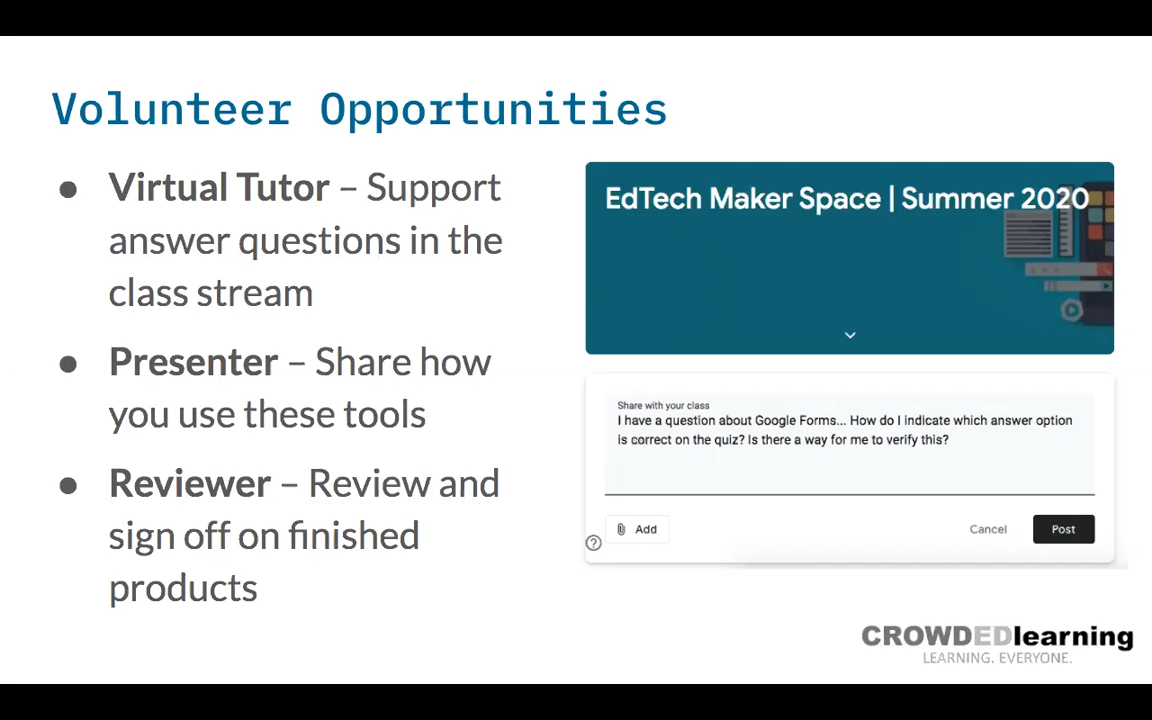 Volunteer Opportunities
● Virtual Tutor – Support
answer questions in the
class stream
● Presenter – Share how
you use these tools
● Reviewer – Review and
sign off on finished
products
EdTech Maker Space | Summer 2020
Share with your class
I have a question about Google Forms... How do I indicate which answer option
is correct on the quiz? Is there a way for me to verify this?
Add
Cancel
Post
CROWDEDlearning
LEARNING. EVERYONE.